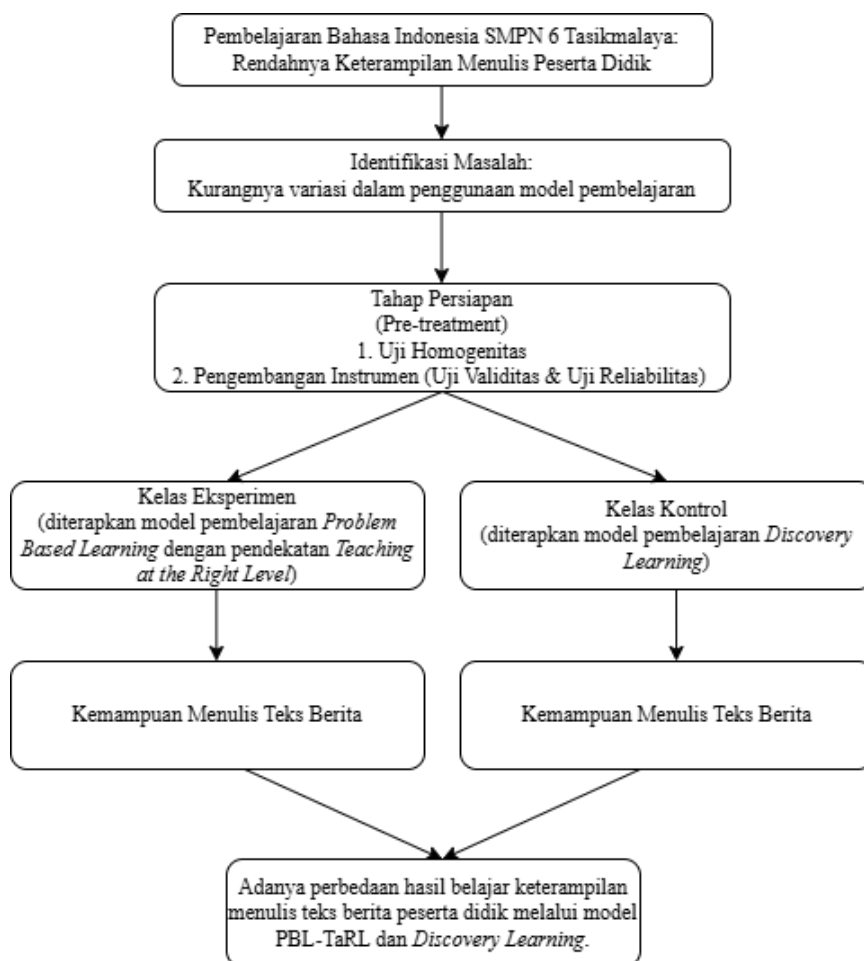 Pembelajaran Bahasa Indonesia SMPN 6 Tasikmalaya:
Rendahnya Keterampilan Menulis Peserta Didik
Identifikasi Masalah:
Kurangnya variasi dalam penggunaan model pembelajaran
Tahap Persiapan
(Pre-treatment)
1. Uji Homogenitas
2. Pengembangan Instrumen (Uji Validitas & Uji Reliabilitas)
Kelas Eksperimen
(diterapkan model pembelajaran Problem
Based Learning dengan pendekatan Teaching
at the Right Level)
Kelas Kontrol
(diterapkan model pembelajaran Discovery
Learning)
Kemampuan Menulis Teks Berita
Kemampuan Menulis Teks Berita
Adanya perbedaan hasil belajar keterampilan
menulis teks berita peserta didik melalui model
PBL-TaRL dan Discovery Learning.